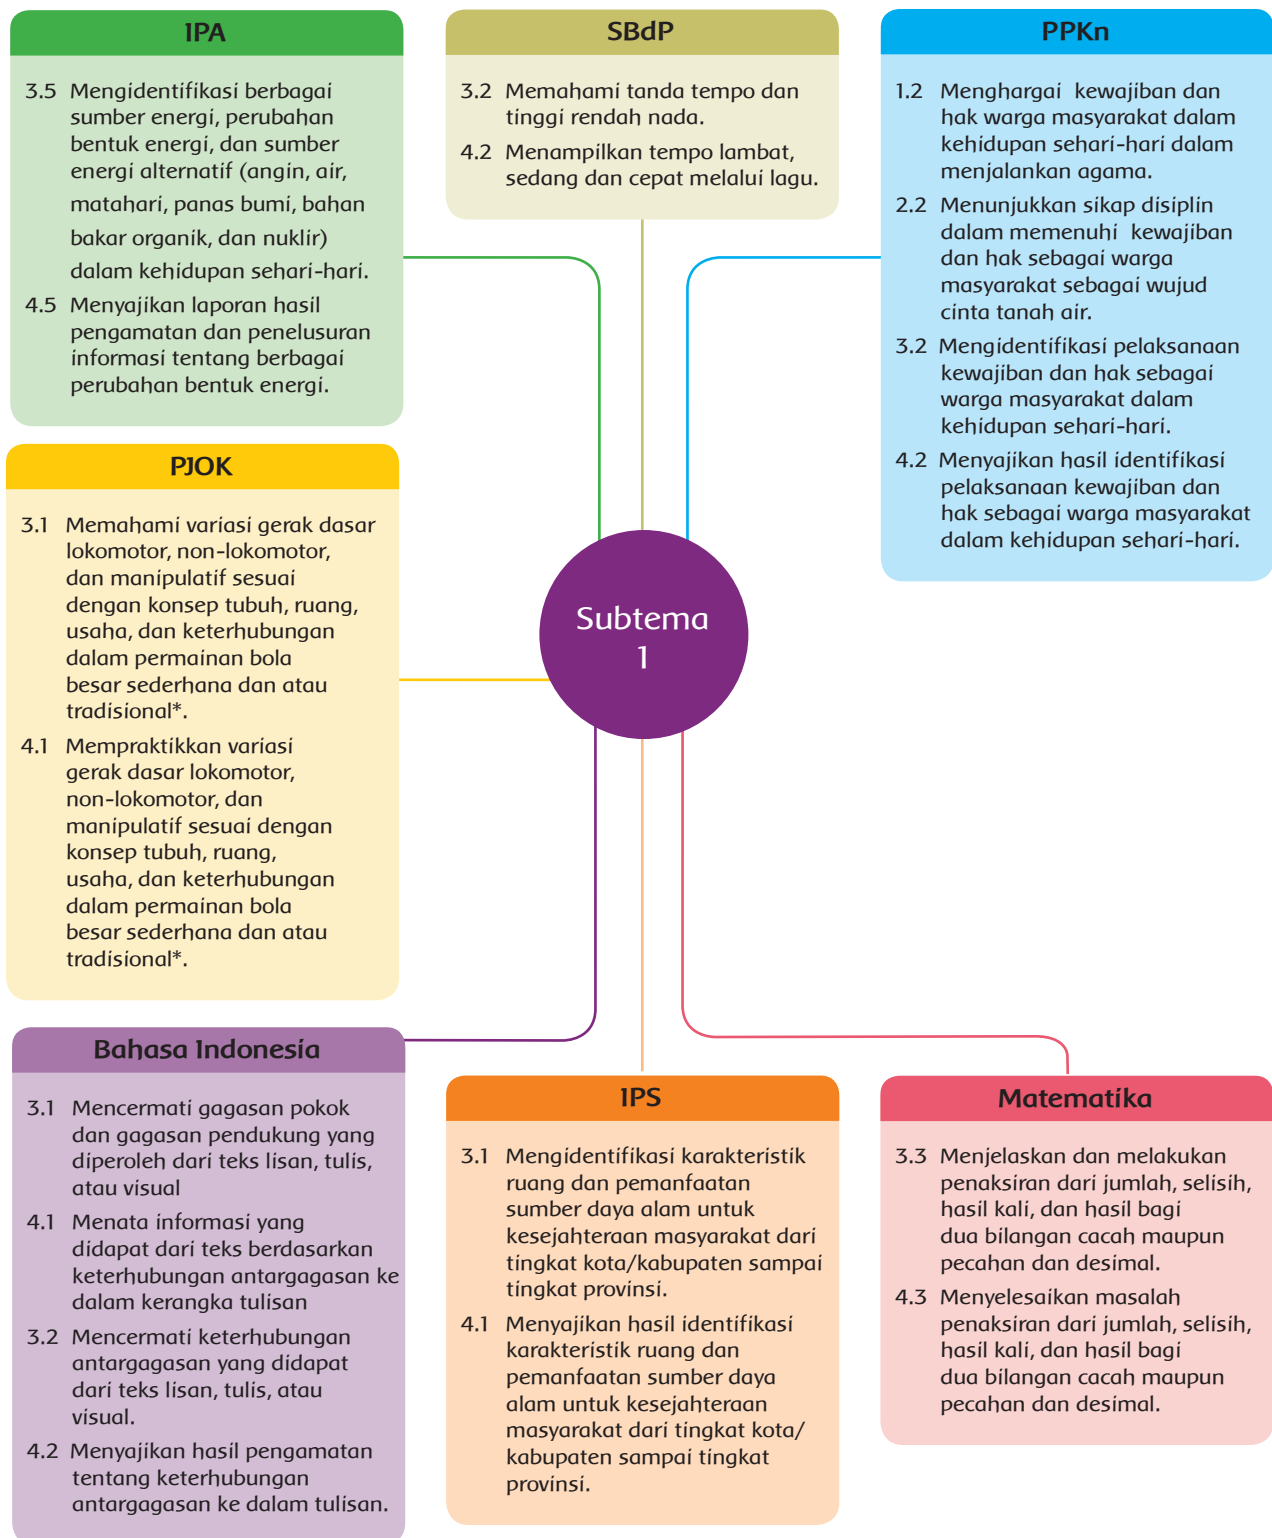 IPA
3.5 Mengidentifikasi berbagai
sumber energi, perubahan
bentuk energi, dan sumber
energi alternatif (angin, air,
matahari, panas bumi, bahan
bakar organik, dan nuklir)
dalam kehidupan sehari-hari.
4.5 Menyajikan laporan hasil
pengamatan dan penelusuran
informasi tentang berbagai
perubahan bentuk energi.
SBdP
3.2 Memahami tanda tempo dan
tinggi rendah nada.
4.2 Menampilkan tempo lambat,
sedang dan cepat melalui lagu.
PPKn
1.2 Menghargai kewajiban dan
hak warga masyarakat dalam
kehidupan sehari-hari dalam
menjalankan agama.
2.2 Menunjukkan sikap disiplin
dalam memenuhi kewajiban
dan hak sebagai warga
masyarakat sebagai wujud
cinta tanah air.
3.2 Mengidentifikasi pelaksanaan
kewajiban dan hak sebagai
warga masyarakat dalam
kehidupan sehari-hari.
4.2 Menyajikan hasil identifikasi
pelaksanaan kewajiban dan
hak sebagai warga masyarakat
dalam kehidupan sehari-hari.
PJOK
3.1 Memahami variasi gerak dasar
lokomotor, non-lokomotor,
dan manipulatif sesuai
dengan konsep tubuh, ruang,
usaha, dan keterhubungan
dalam permainan bola
besar sederhana dan atau
tradisional*.
4.1 Mempraktikkan variasi
gerak dasar lokomotor,
non-lokomotor, dan
manipulatif sesuai dengan
konsep tubuh, ruang,
usaha, dan keterhubungan
dalam permainan bola
besar sederhana dan atau
tradisional*.
Subtema
1
Bahasa Indonesia
3.1 Mencermati gagasan pokok
dan gagasan pendukung yang
diperoleh dari teks lisan, tulis,
atau visual
4.1 Menata informasi yang
didapat dari teks berdasarkan
keterhubungan antargagasan ke
dalam kerangka tulisan
3.2 Mencermati keterhubungan
antargagasan yang didapat
dari teks lisan, tulis, atau
visual.
4.2 Menyajikan hasil pengamatan
tentang keterhubungan
antargagasan ke dalam tulisan.
IPS
3.1 Mengidentifikasi karakteristik
ruang dan pemanfaatan
sumber daya alam untuk
kesejahteraan masyarakat dari
tingkat kota/kabupaten sampai
tingkat provinsi.
4.1 Menyajikan hasil identifikasi
karakteristik ruang dan
pemanfaatan sumber daya
alam untuk kesejahteraan
masyarakat dari tingkat kota/
kabupaten sampai tingkat
provinsi.
Matematika
3.3 Menjelaskan dan melakukan
penaksiran dari jumlah, selisih,
hasil kali, dan hasil bagi
dua bilangan cacah maupun
pecahan dan desimal.
4.3 Menyelesaikan masalah
penaksiran dari jumlah, selisih,
hasil kali, dan hasil bagi
dua bilangan cacah maupun
pecahan dan desimal.